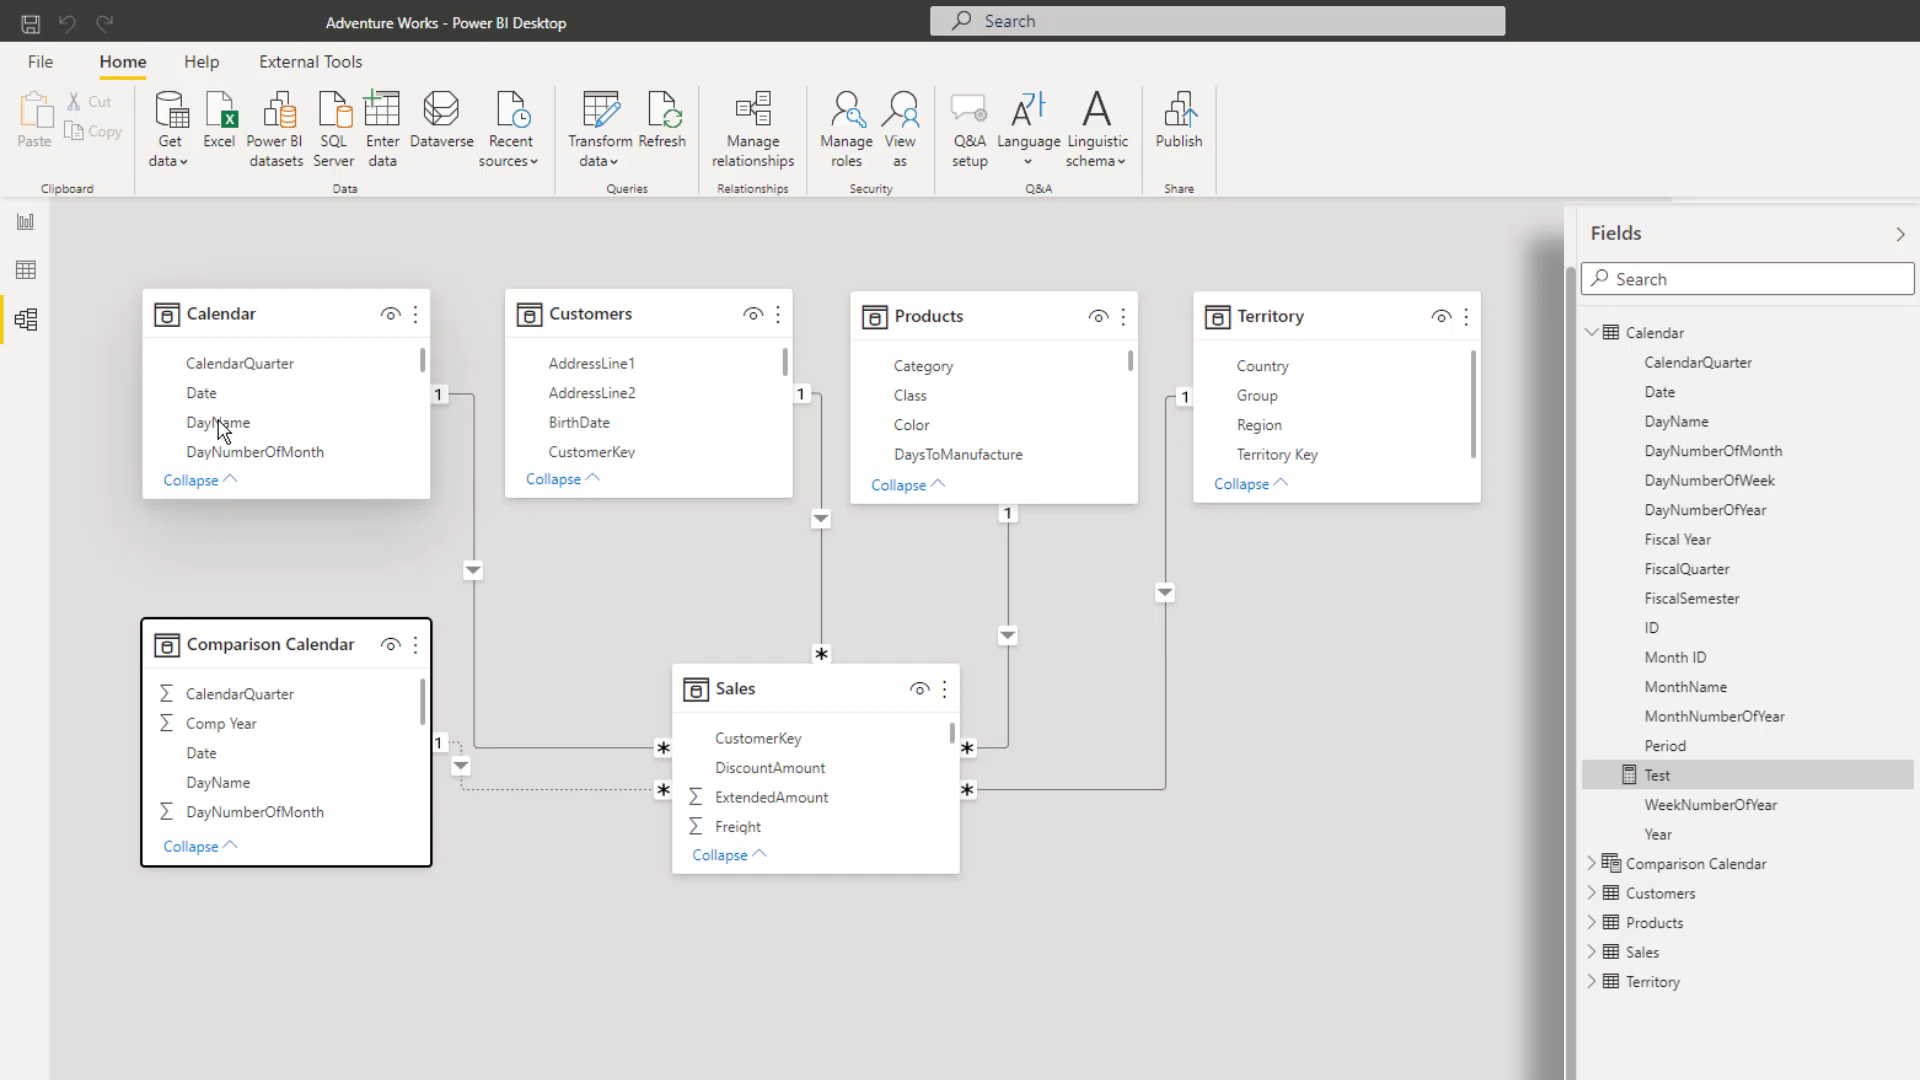 Adventure Works - Power BI Desktop
Search
File
Home
Help
External Tools
Paste
Cut
Copy
Clipboard
Get data
Excel
Power BI datasets
SQL Server
Enter data
Dataverse
Recent sources
Data
Transform data
Refresh
Queries
Manage relationships
Relationships
Manage roles
View as
Security
Q&A setup
Language
Linguistic schema
Q&A
Publish
Share
Calendar
CalendarQuarter
Date
DayName
DayNumberOfMonth
Collapse
1
Customers
AddressLine1
AddressLine2
BirthDate
CustomerKey
Collapse
1
Products
Category
Class
Color
DaysToManufacture
Collapse
1
Territory
Country
Group
Region
Territory Key
Collapse
1
Comparison Calendar
∑ CalendarQuarter
∑ Comp Year
Date
DayName
∑ DayNumberOfMonth
Collapse
1
*
*
*
*
*
Sales
CustomerKey
DiscountAmount
∑ ExtendedAmount
∑ Freight
Collapse
Fields
Search
Calendar
CalendarQuarter
Date
DayName
DayNumberOfMonth
DayNumberOfWeek
DayNumberOfYear
Fiscal Year
FiscalQuarter
FiscalSemester
ID
Month ID
MonthName
MonthNumberOfYear
Period
Test
WeekNumberOfYear
Year
Comparison Calendar
Customers
Products
Sales
Territory